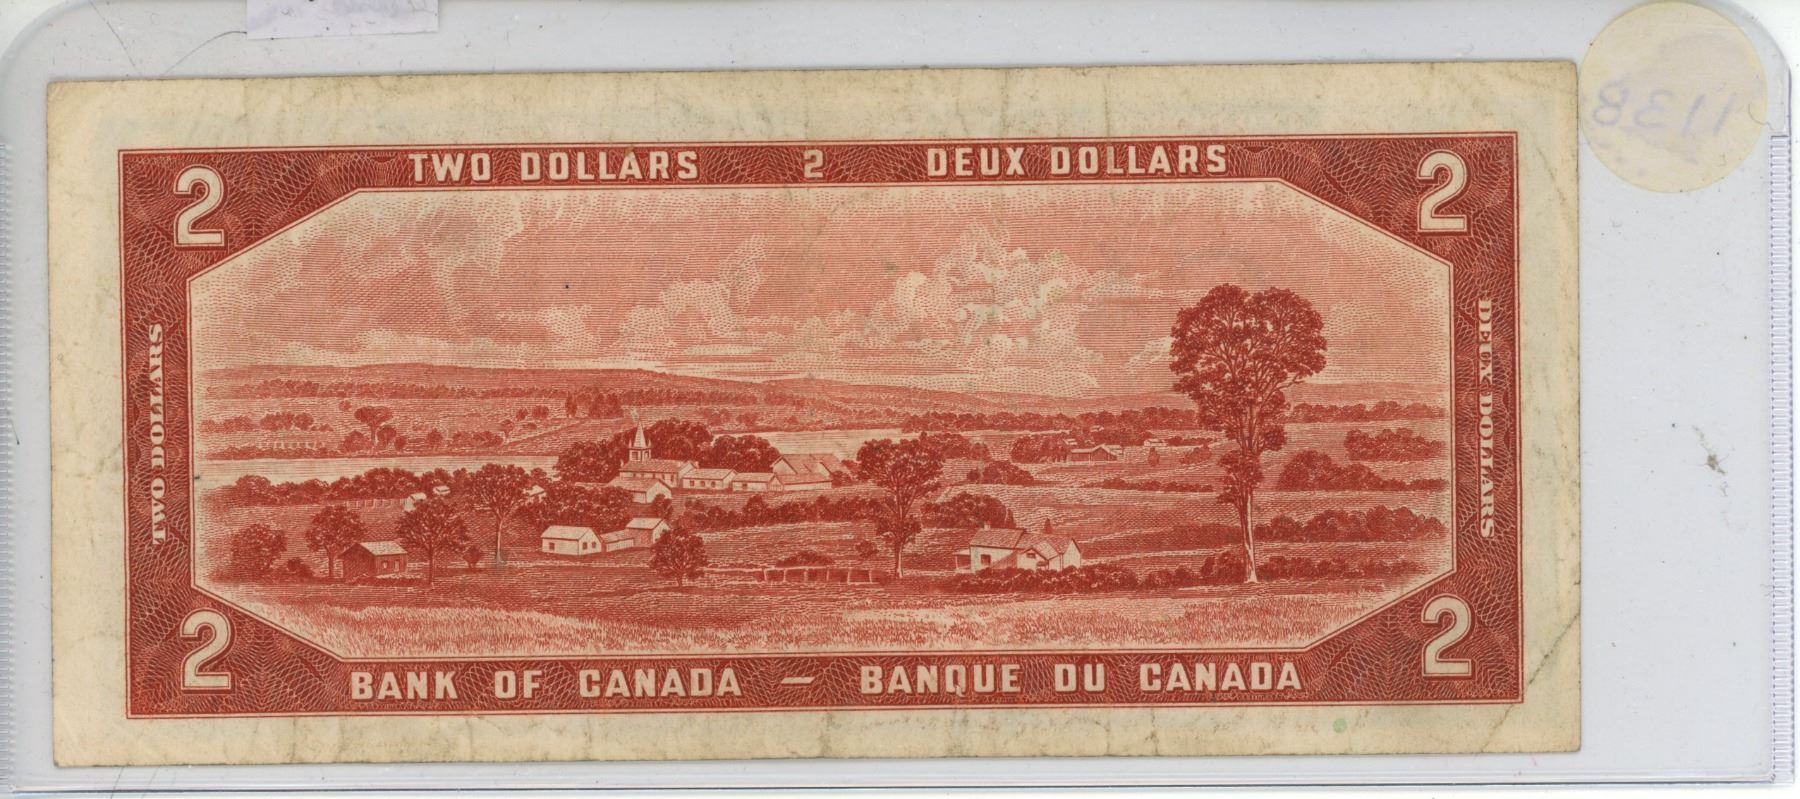 TWO DOLLARS 2 DEUX DOLLARS
2 2
TWO DOLLARS
DEUX DOLLARS
2 2
BANK OF CANADA — BANQUE DU CANADA
1138